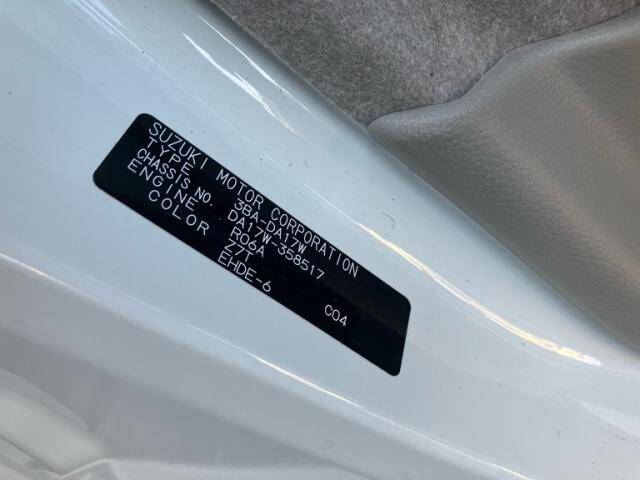 SUZUKI MOTOR CORPORATION
TYPE 3BA-DA17W
CHASSIS NO. DA17W-358517
ENGINE R06A
COLOR Z7T
EHDE-6 C04